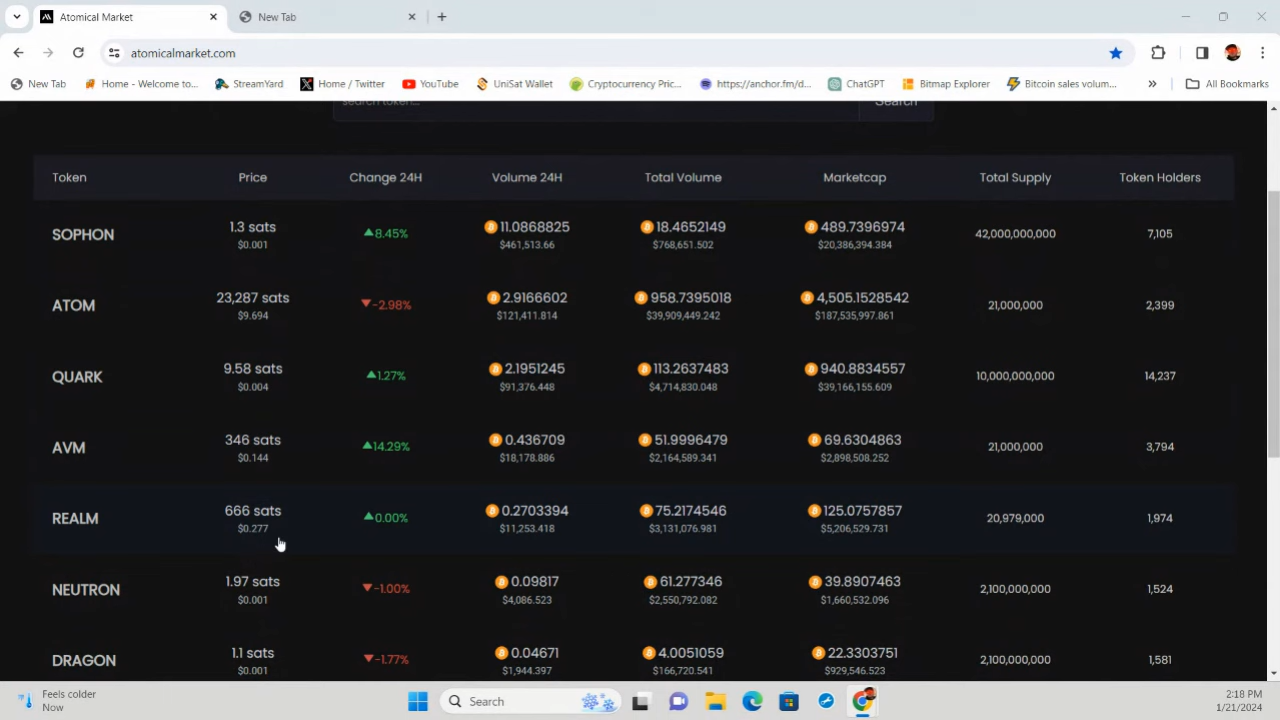 Atomical Market
New Tab
atomicalmarket.com
New Tab
Home - Welcome to...
StreamYard
Home / Twitter
YouTube
UniSat Wallet
Cryptocurrency Pric...
https://anchor.fm/d...
ChatGPT
Bitmap Explorer
Bitcoin sales volum...
All Bookmarks
search token...
Search
Token Price Change 24H Volume 24H Total Volume Marketcap Total Supply Token Holders
SOPHON 1.3 sats ▲8.45% 11.0868825 18.4652149 489.7396974 42,000,000,000 7,105
$0.001 $461,513.66 $768,651.502 $20,386,394.384
ATOM 23,287 sats ▼-2.98% 2.9166602 958.7395018 4,505.1528542 21,000,000 2,399
$9.694 $121,411.814 $39,909,449.242 $187,535,997.861
QUARK 9.58 sats ▲1.27% 2.1951245 113.2637483 940.8834557 10,000,000,000 14,237
$0.004 $91,376.448 $4,714,830.048 $39,166,155.609
AVM 346 sats ▲14.29% 0.436709 51.9996479 69.6304863 21,000,000 3,794
$0.144 $18,178.886 $2,164,589.341 $2,898,508.252
REALM 666 sats ▲0.00% 0.2703394 75.2174546 125.0757857 20,979,000 1,974
$0.277 $11,253.418 $3,131,076.981 $5,206,529.731
NEUTRON 1.97 sats ▼-1.00% 0.09817 61.277346 39.8907463 2,100,000,000 1,524
$0.001 $4,086.523 $2,550,792.082 $1,660,532.096
DRAGON 1.1 sats ▼-1.77% 0.04671 4.0051059 22.3303751 2,100,000,000 1,581
$0.001 $1,944.397 $166,720.541 $929,546.523
Feels colder
Now
Search
2:18 PM
1/21/2024